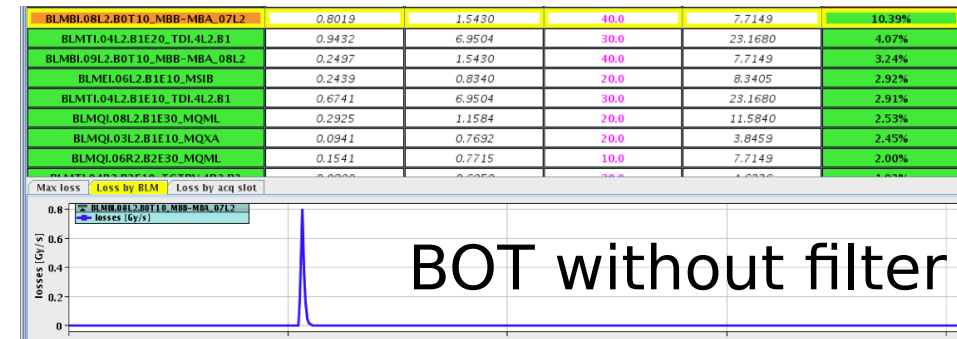 BLMBI.08L2.B0T10_MBB-MBA_07L2 0.8019 1.5430 40.0 7.7149 10.39%
BLMTI.04L2.B1E20_TDI.4L2.B1 0.9432 6.9504 30.0 23.1680 4.07%
BLMBI.09L2.B0T10_MBB-MBA_08L2 0.2497 1.5430 40.0 7.7149 3.24%
BLMEI.06L2.B1E10_MSIB 0.2439 0.8340 20.0 8.3405 2.92%
BLMTI.04L2.B1E10_TDI.4L2.B1 0.6741 6.9504 30.0 23.1680 2.91%
BLMQI.08L2.B1E30_MQML 0.2925 1.1584 20.0 11.5840 2.53%
BLMQI.03L2.B1E10_MQXA 0.0941 0.7692 20.0 3.8459 2.45%
BLMQI.06R2.B2E30_MQML 0.1541 0.7715 10.0 7.7149 2.00%
Max loss Loss by BLM Loss by acq slot
BLMBI.08L2.B0T10_MBB-MBA_07L2
losses [Gy/s]
losses [Gy/s]
0.8
0.6
0.4
0.2
0
BOT without filter